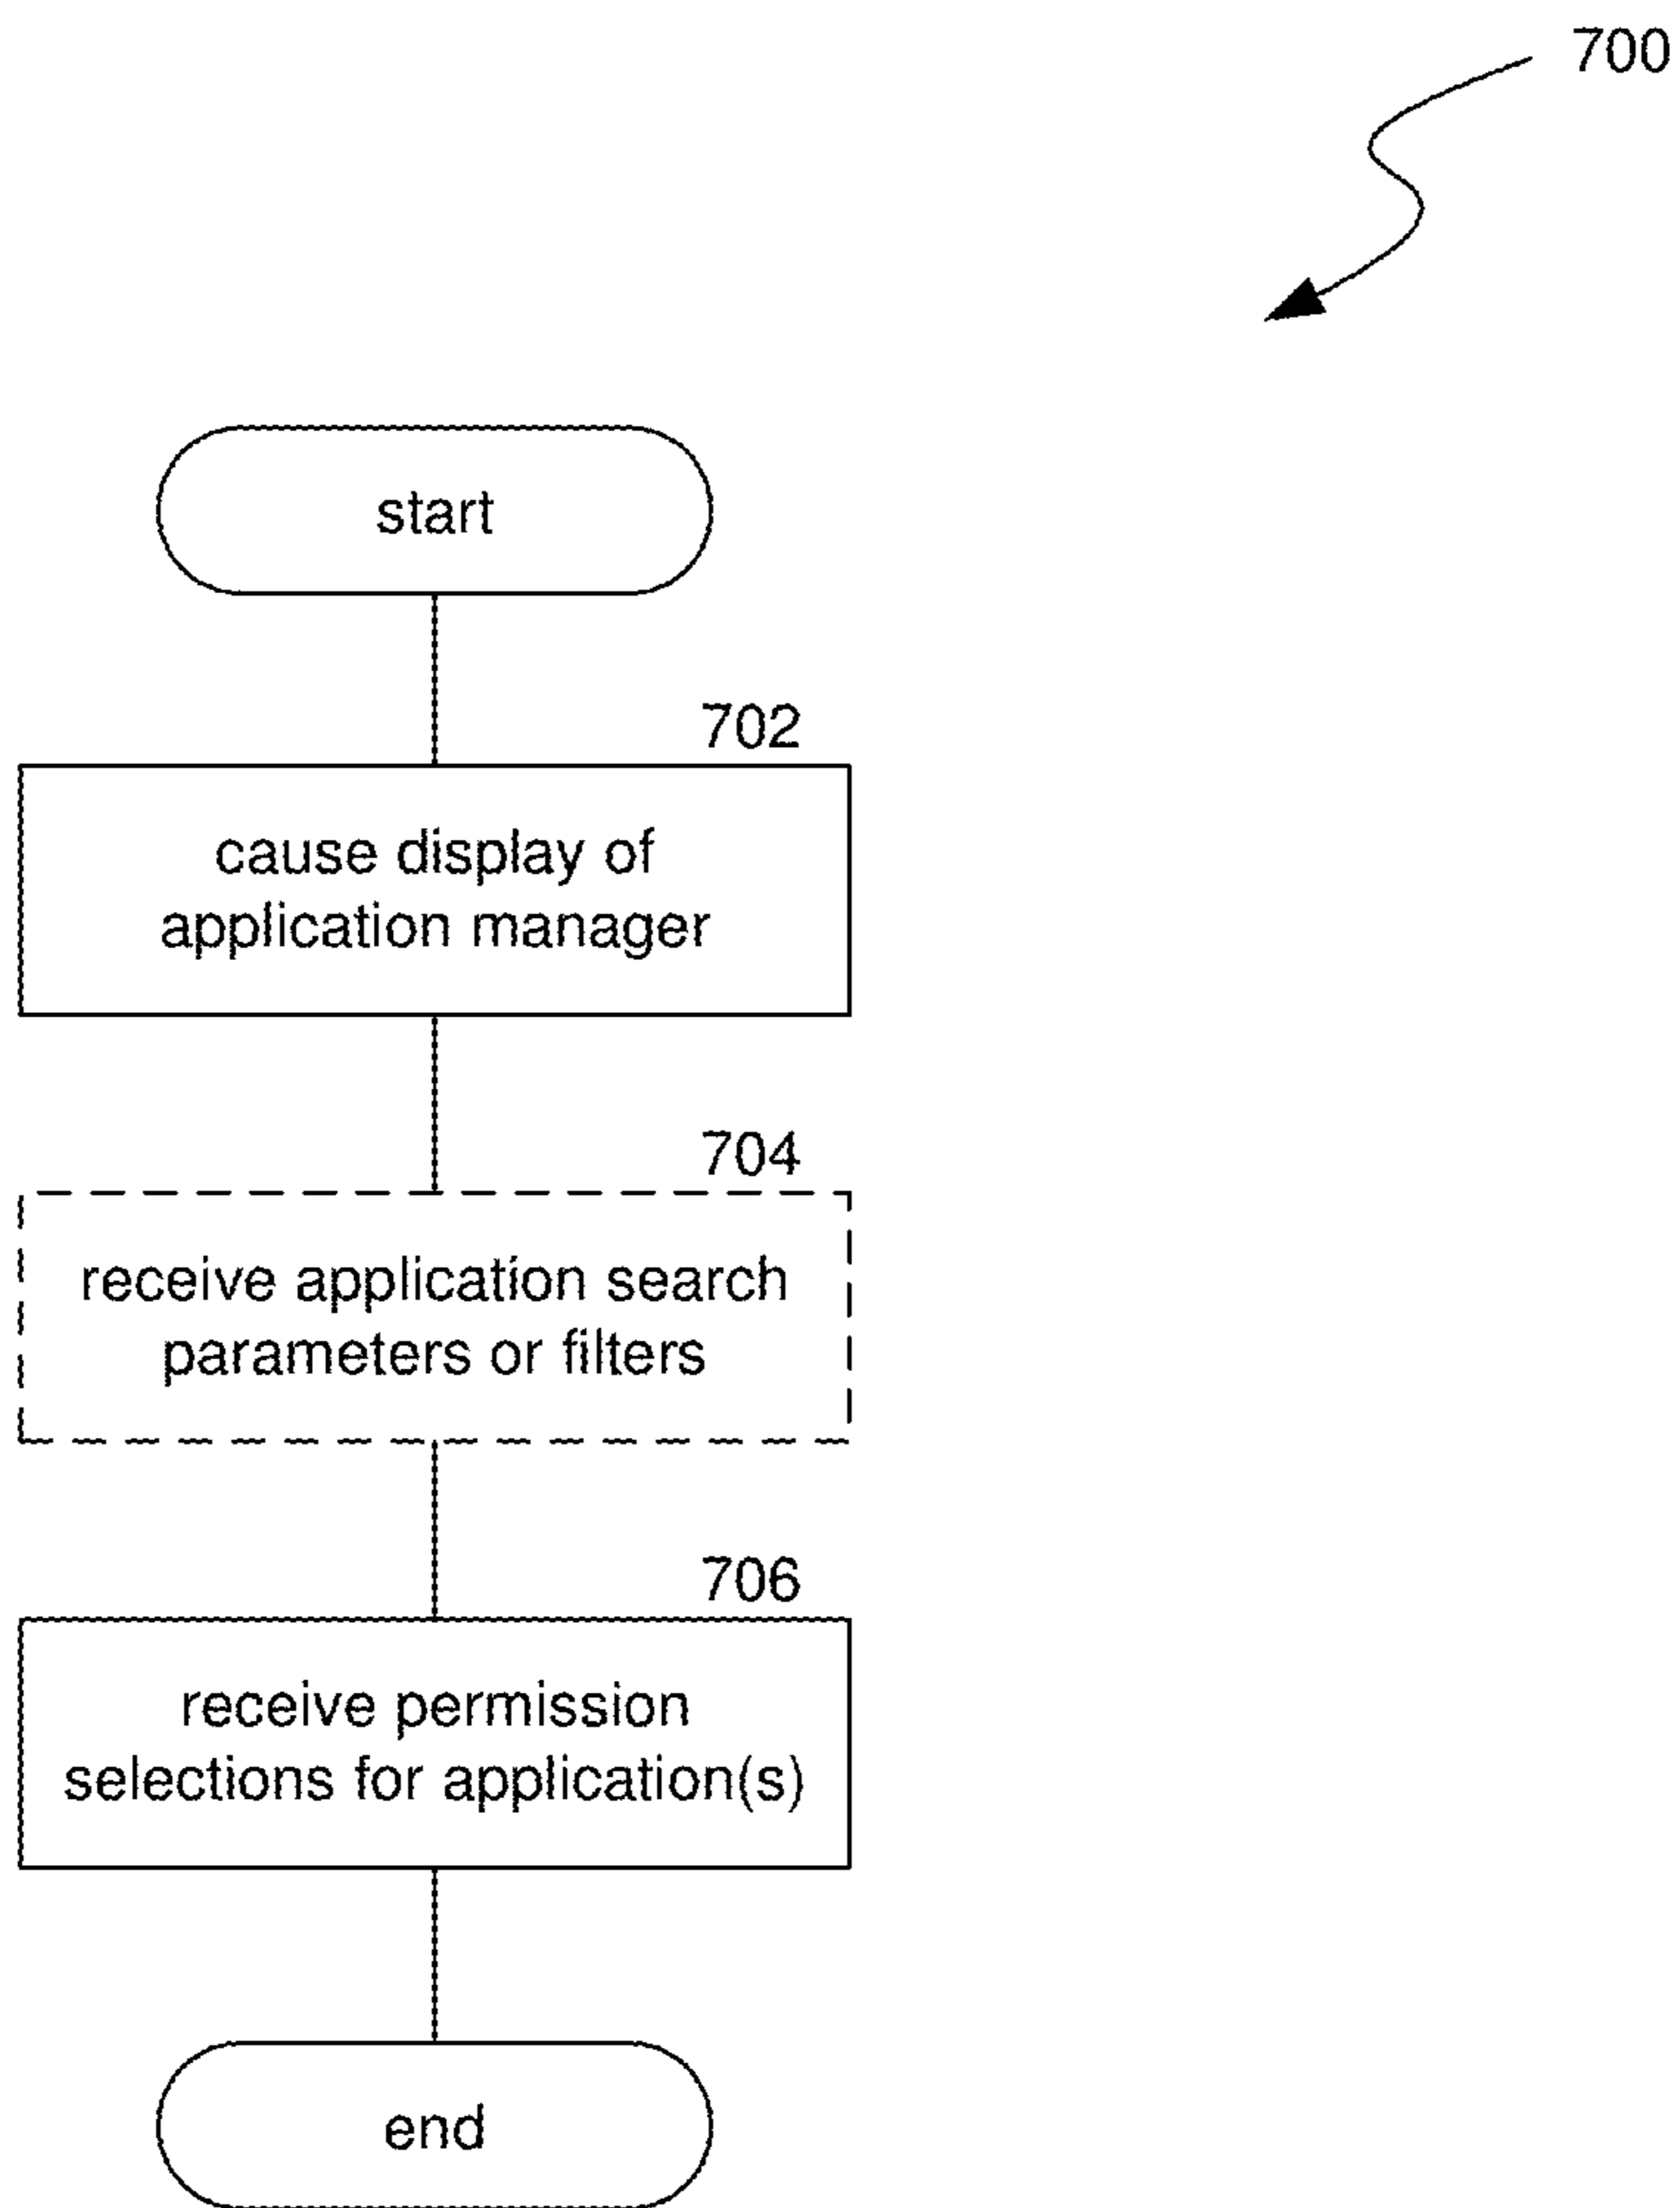 700
start
702
cause display of
application manager
704
receive application search
parameters or filters
706
receive permission
selections for application(s)
end